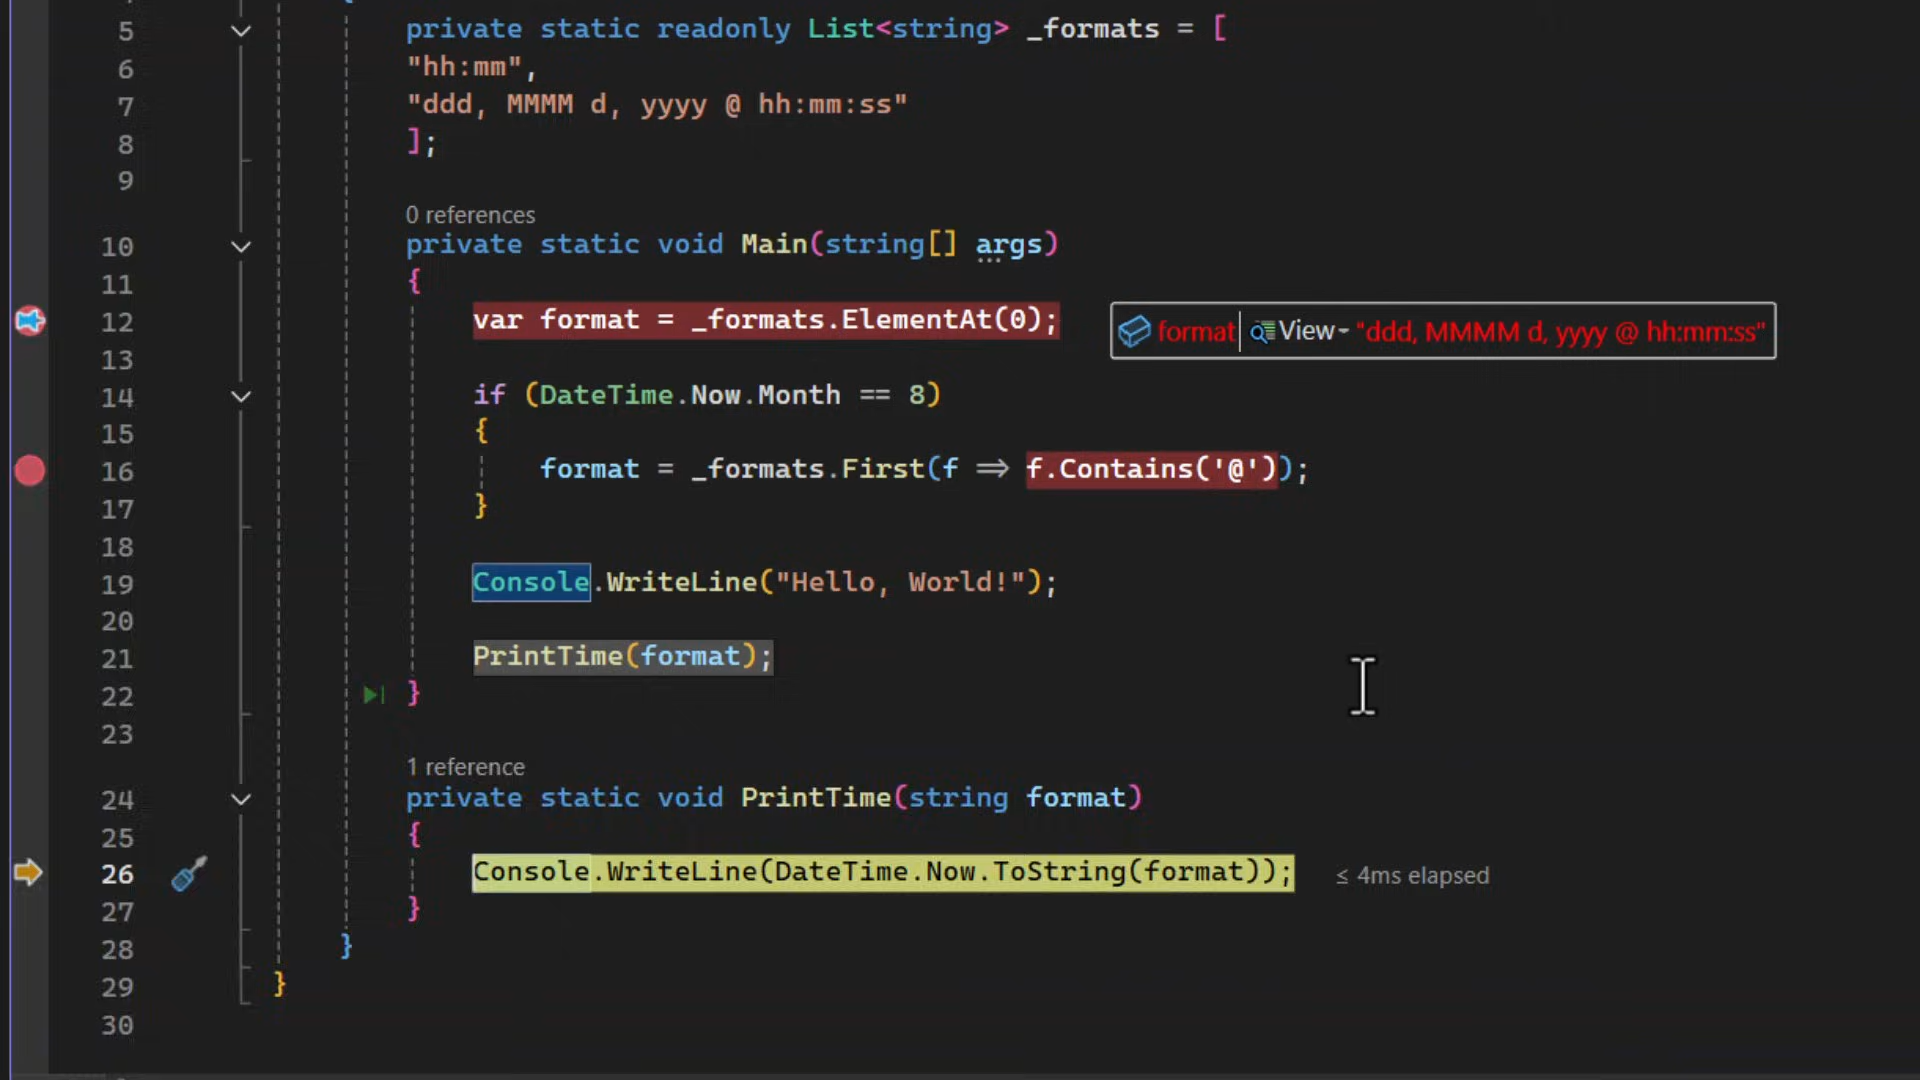 5 private static readonly List<string> _formats = [
6 "hh:mm",
7 "ddd, MMMM d, yyyy @ hh:mm:ss"
8 ];
9
0 references
10 private static void Main(string[] args)
11 {
12 var format = _formats.ElementAt(0); format View "ddd, MMMM d, yyyy @ hh:mm:ss"
13
14 if (DateTime.Now.Month == 8)
15 {
16 format = _formats.First(f => f.Contains('@'));
17 }
18
19 Console.WriteLine("Hello, World!");
20
21 PrintTime(format);
22 }
23
1 reference
24 private static void PrintTime(string format)
25 {
26 Console.WriteLine(DateTime.Now.ToString(format)); ≤ 4ms elapsed
27 }
28 }
29 }
30